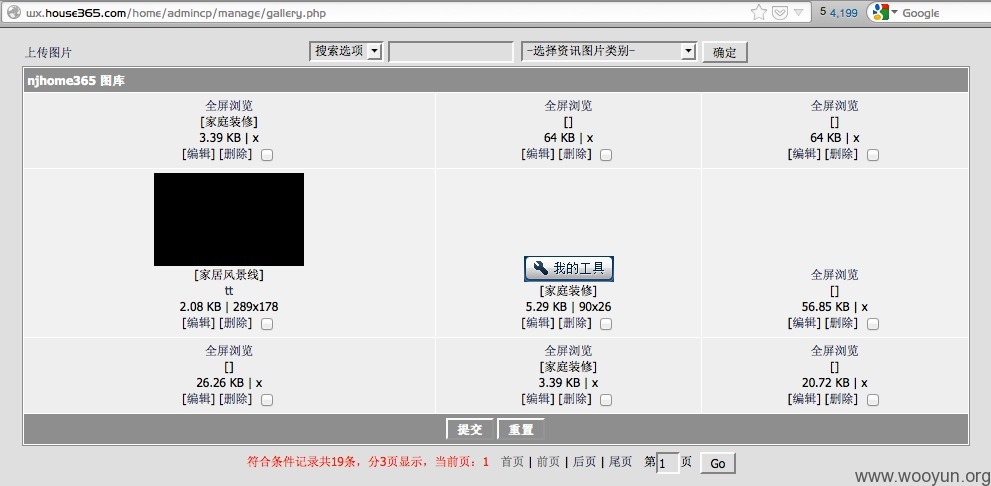 wx.house365.com/home/admincp/manage/gallery.php 5 4,199 Google
上传图片 搜索选项 -选择资讯图片类别- 确定
njhome365 图库
全屏浏览 全屏浏览 全屏浏览
[家庭装修] [] []
3.39 KB | x 64 KB | x 64 KB | x
[编辑] [删除] [编辑] [删除] [编辑] [删除]
我的工具
[家居风景线] [家庭装修] 全屏浏览
tt []
2.08 KB | 289x178 5.29 KB | 90x26 56.85 KB | x
[编辑] [删除] [编辑] [删除] [编辑] [删除]
全屏浏览 全屏浏览 全屏浏览
[] [家庭装修] []
26.26 KB | x 3.39 KB | x 20.72 KB | x
[编辑] [删除] [编辑] [删除] [编辑] [删除]
提交 重置
符合条件记录共19条，分3页显示，当前页：1 首页 | 前页 | 后页 | 尾页 第1页 Go
www.wooyun.org